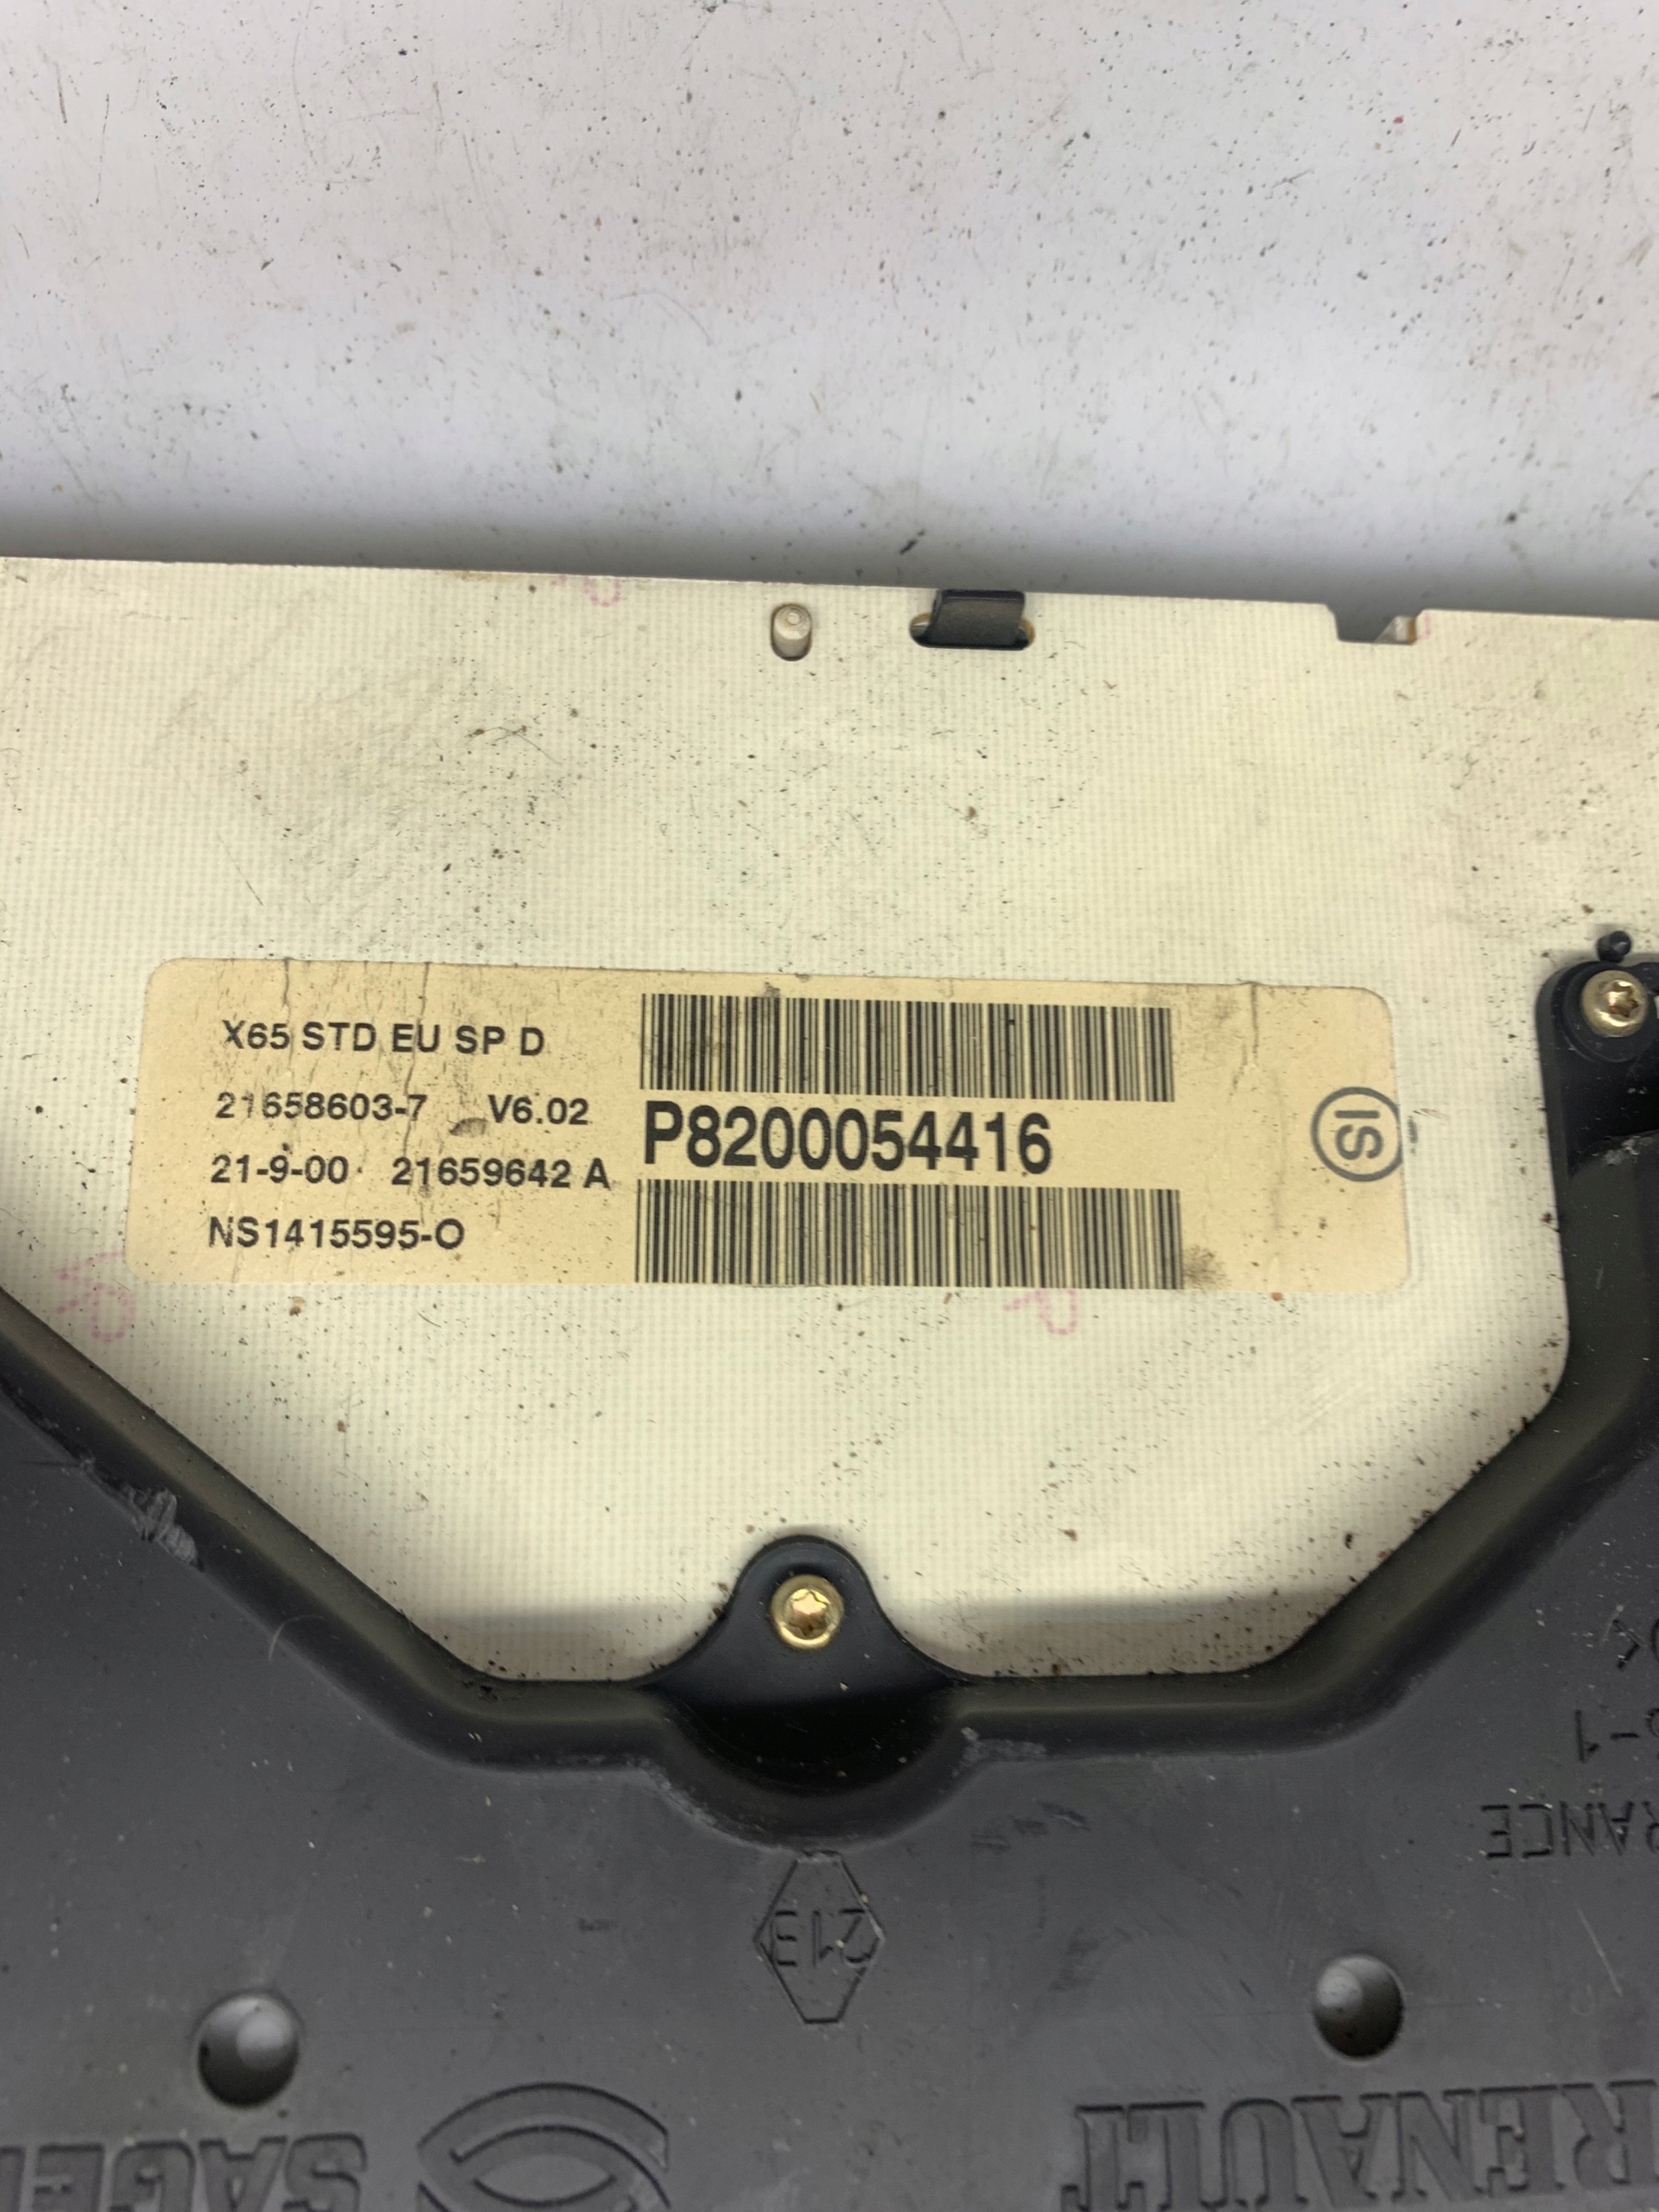 X65 STD EU SP D
21658603-7 V6.02
21-9-00 21659642 A
NS1415595-O
P8200054416
IS
213
RENAULT